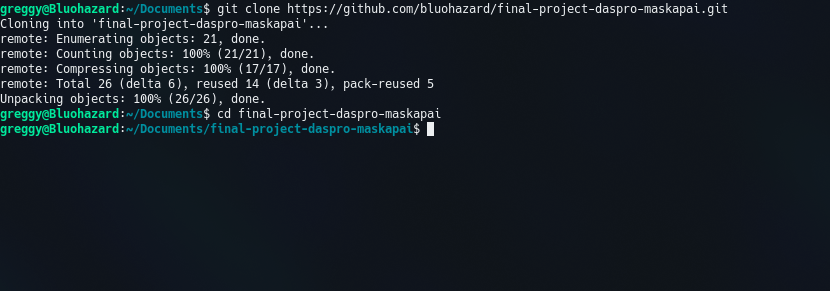 greggy@Bluohazard:~/Documents$ git clone https://github.com/bluohazard/final-project-daspro-maskapai.git
Cloning into 'final-project-daspro-maskapai'...
remote: Enumerating objects: 21, done.
remote: Counting objects: 100% (21/21), done.
remote: Compressing objects: 100% (17/17), done.
remote: Total 26 (delta 6), reused 14 (delta 3), pack-reused 5
Unpacking objects: 100% (26/26), done.
greggy@Bluohazard:~/Documents$ cd final-project-daspro-maskapai
greggy@Bluohazard:~/Documents/final-project-daspro-maskapai$